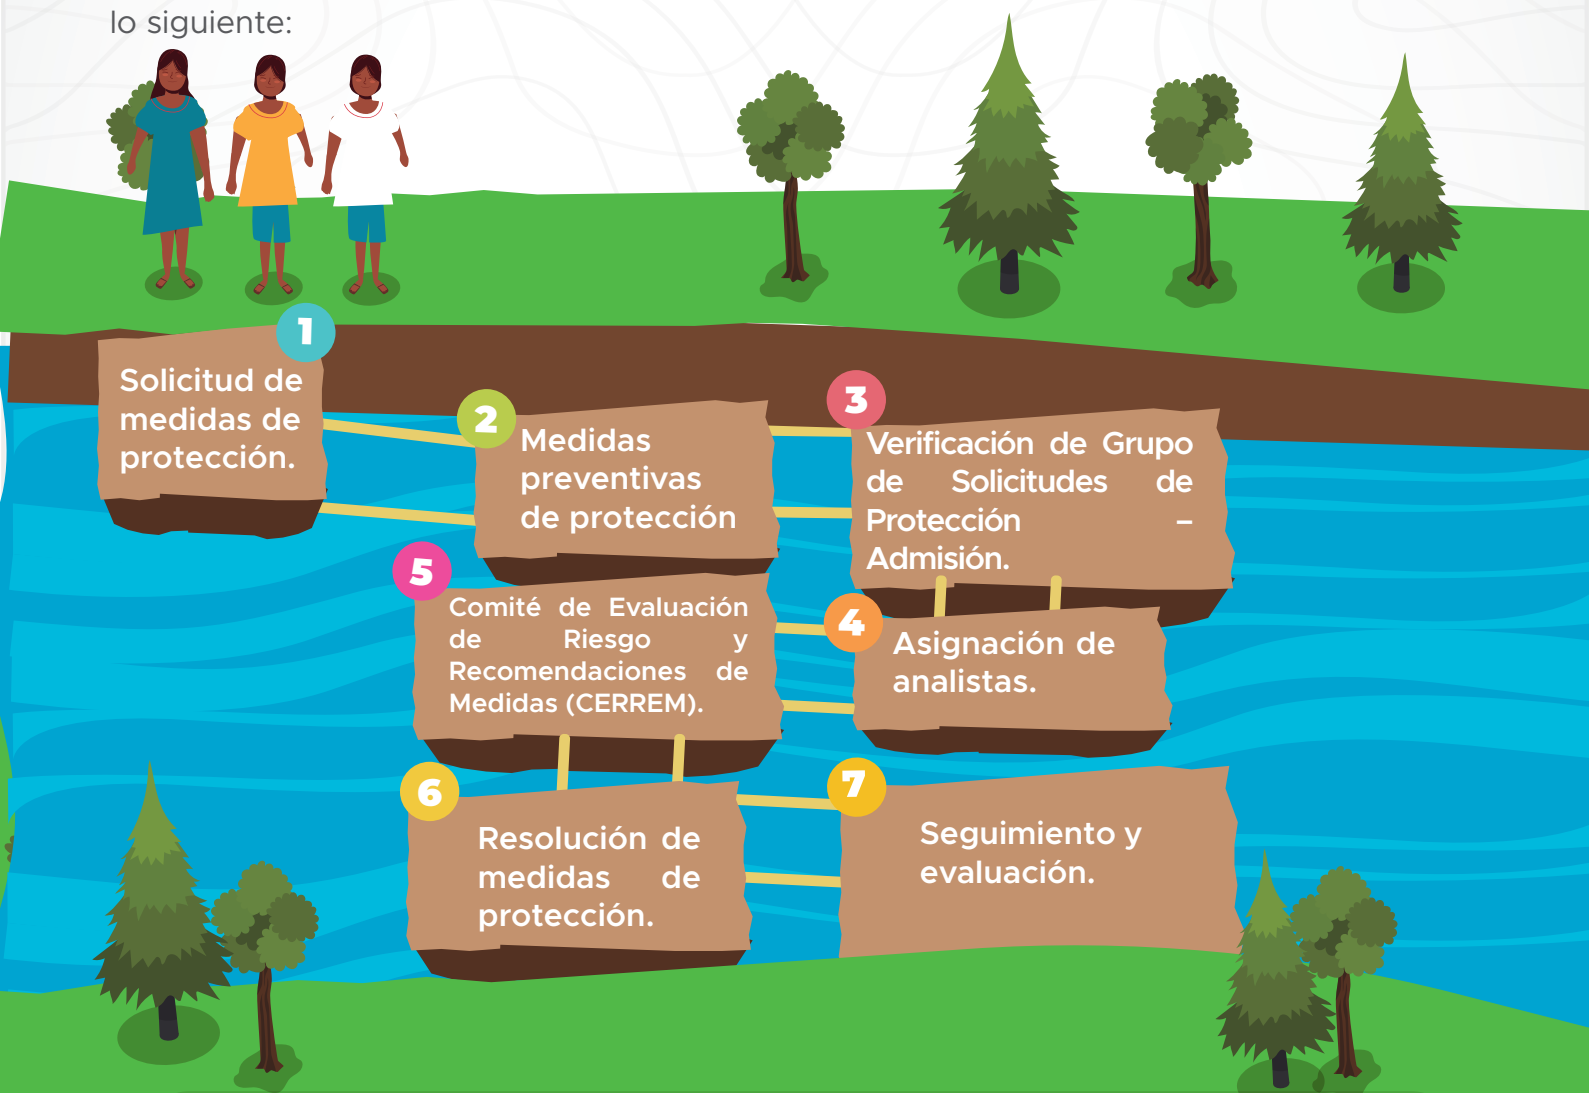 lo siguiente:
1
Solicitud de
medidas de
protección.
2
Medidas
preventivas
de protección
3
Verificación de Grupo
de Solicitudes de
Protección –
Admisión.
4
Asignación de
analistas.
5
Comité de Evaluación
de Riesgo y
Recomendaciones de
Medidas (CERREM).
6
Resolución de
medidas de
protección.
7
Seguimiento y
evaluación.